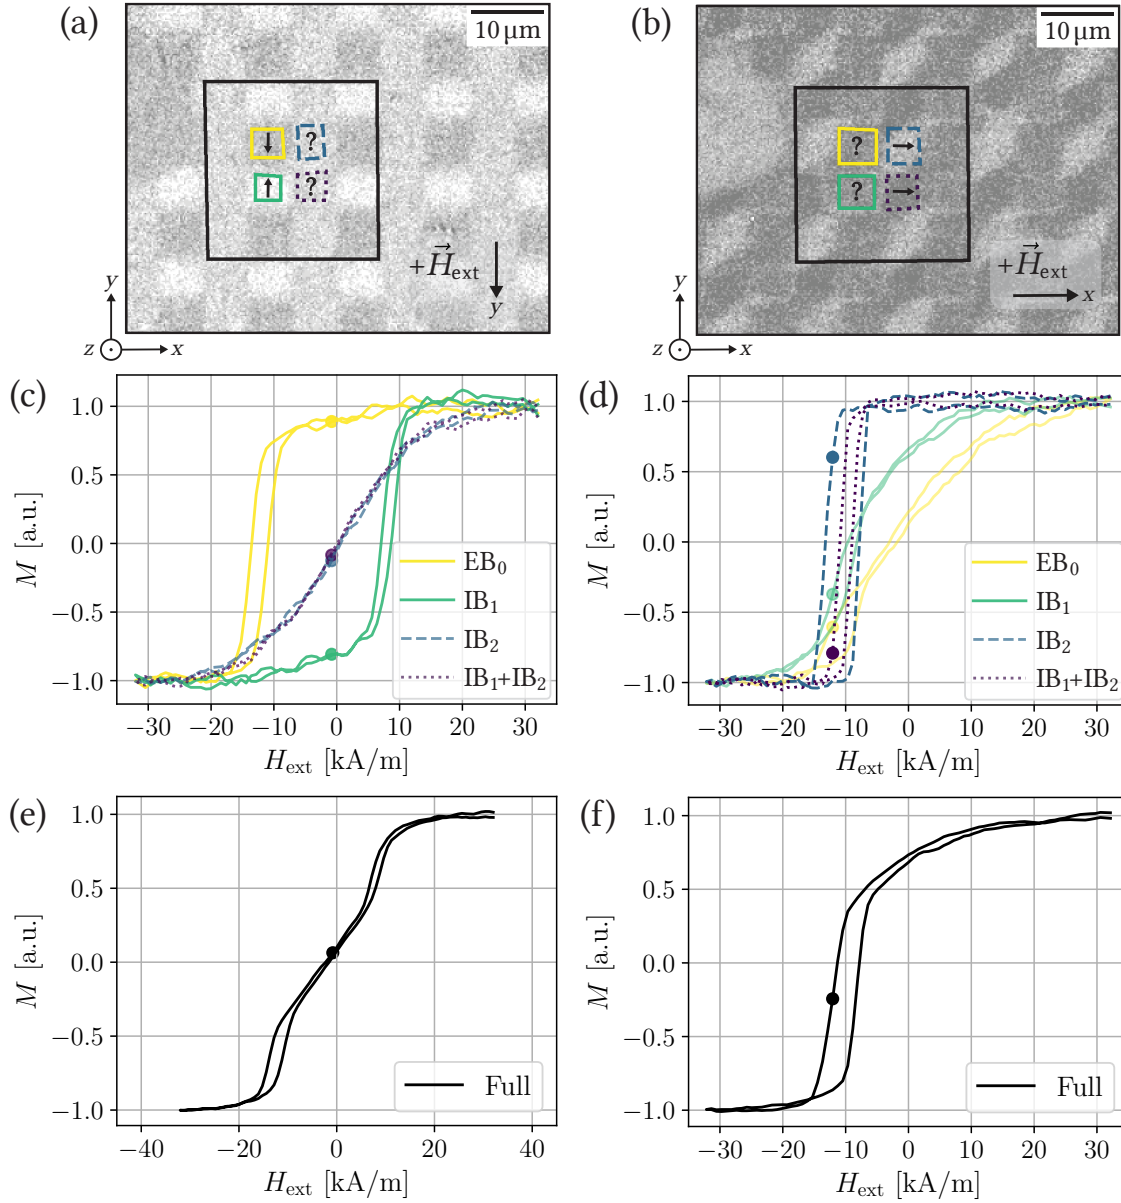 (a)
10 μm
?
?
+H⃗ext
y
y
z
x
(b)
10 μm
?
?
+H⃗ext
x
y
z
x
(c)
1.0
0.5
0.0
−0.5
−1.0
M [a.u.]
EB0
IB1
IB2
IB1+IB2
−30 −20 −10 0 10 20 30
Hext [kA/m]
(d)
1.0
0.5
0.0
−0.5
−1.0
M [a.u.]
EB0
IB1
IB2
IB1+IB2
−30 −20 −10 0 10 20 30
Hext [kA/m]
(e)
1.0
0.5
0.0
−0.5
−1.0
M [a.u.]
Full
−40 −20 0 20 40
Hext [kA/m]
(f)
1.0
0.5
0.0
−0.5
−1.0
M [a.u.]
Full
−30 −20 −10 0 10 20 30
Hext [kA/m]